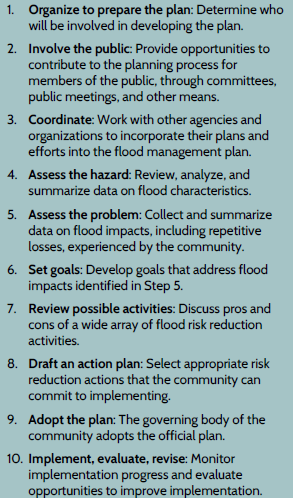 1. Organize to prepare the plan: Determine who
will be involved in developing the plan.
2. Involve the public: Provide opportunities to
contribute to the planning process for
members of the public, through committees,
public meetings, and other means.
3. Coordinate: Work with other agencies and
organizations to incorporate their plans and
efforts into the flood management plan.
4. Assess the hazard: Review, analyze, and
summarize data on flood characteristics.
5. Assess the problem: Collect and summarize
data on flood impacts, including repetitive
losses, experienced by the community.
6. Set goals: Develop goals that address flood
impacts identified in Step 5.
7. Review possible activities: Discuss pros and
cons of a wide array of flood risk reduction
activities.
8. Draft an action plan: Select appropriate risk
reduction actions that the community can
commit to implementing.
9. Adopt the plan: The governing body of the
community adopts the official plan.
10. Implement, evaluate, revise: Monitor
implementation progress and evaluate
opportunities to improve implementation.